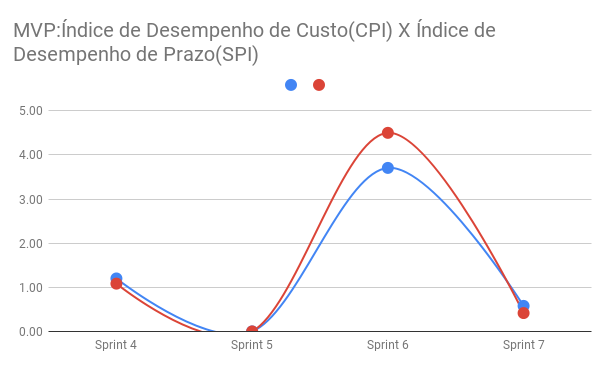 MVP:Índice de Desempenho de Custo(CPI) X Índice de
Desempenho de Prazo(SPI)
5.00
4.00
3.00
2.00
1.00
0.00
Sprint 4 Sprint 5 Sprint 6 Sprint 7